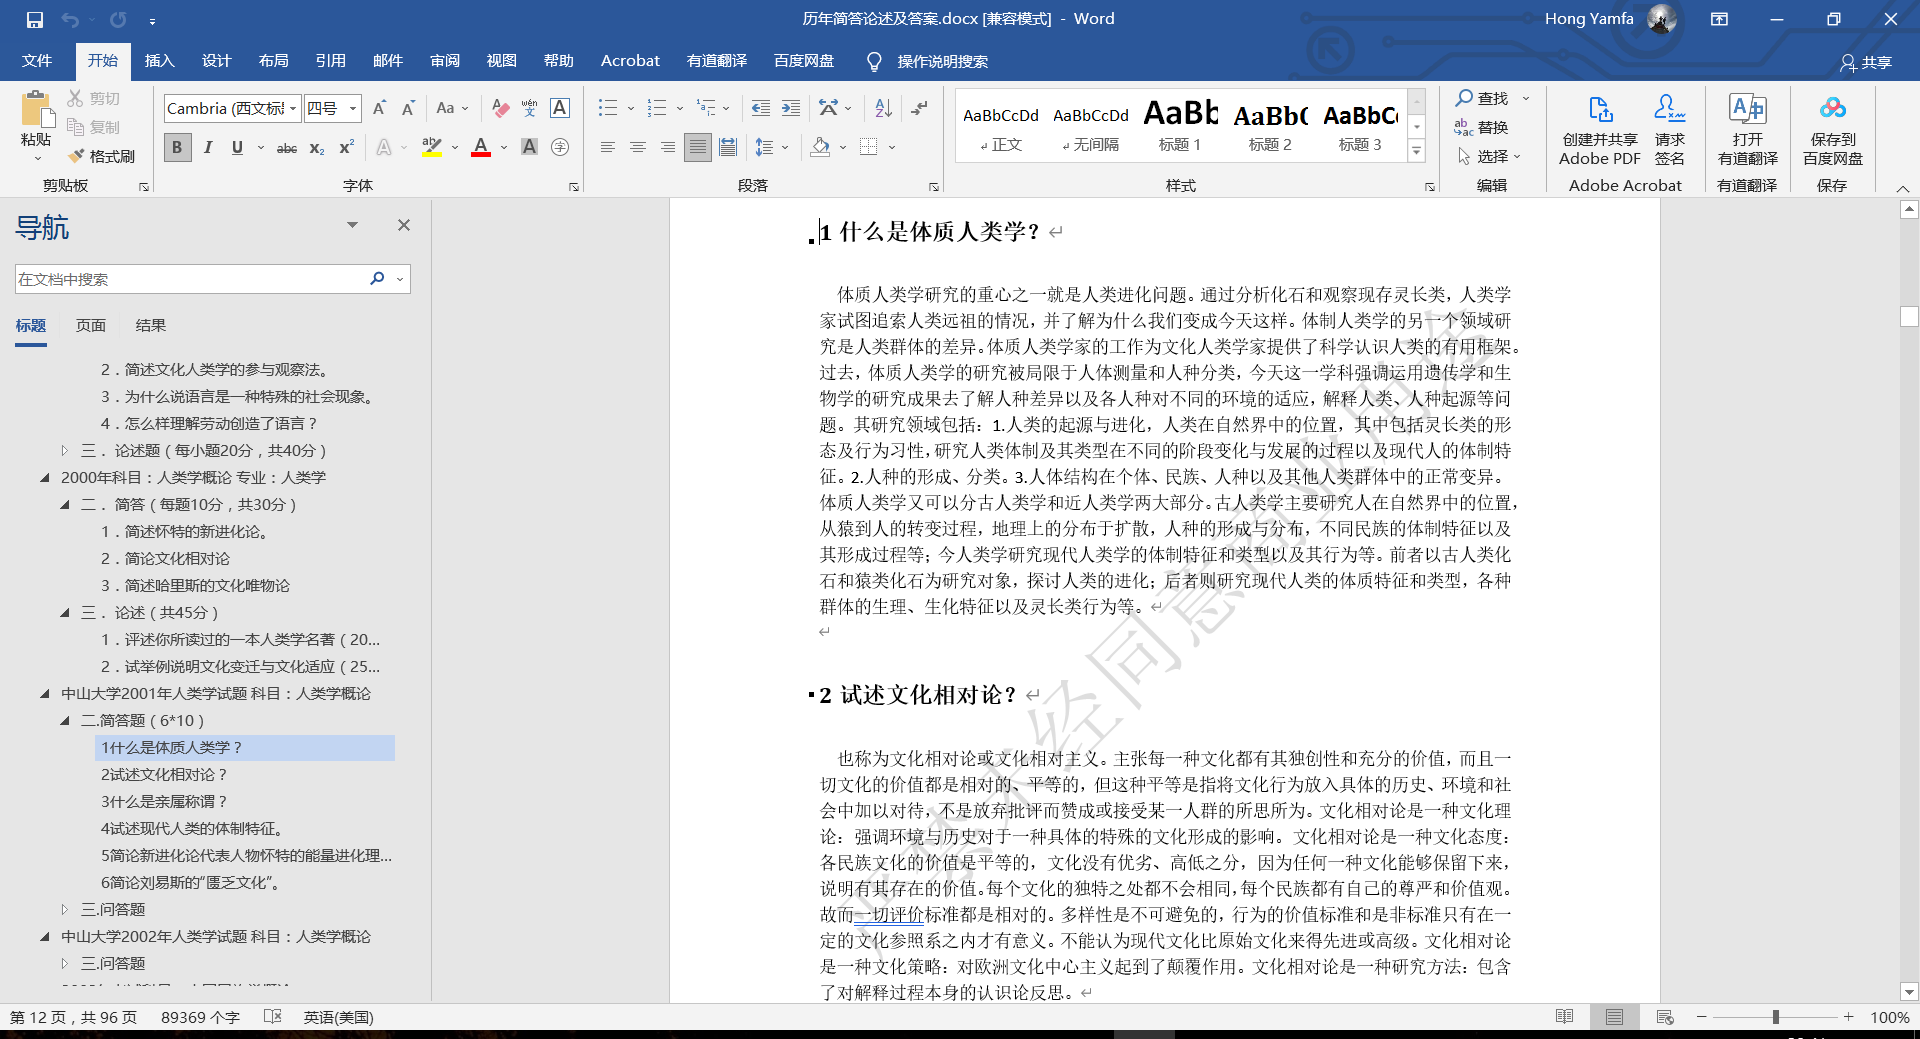 历年简答论述及答案.docx [兼容模式] - Word
Hong Yamfa
文件 开始 插入 设计 布局 引用 邮件 审阅 视图 帮助 Acrobat 有道翻译 百度网盘 操作说明搜索 共享
粘贴 剪切 复制 格式刷 剪贴板
Cambria (西文标 四号
字体
段落
AaBbCcDd AaBbCcDd AaBb AaBb( AaBbC
正文 无间隔 标题 1 标题 2 标题 3
样式
查找 替换 选择 编辑
创建并共享 Adobe PDF 请求 签名 Adobe Acrobat
打开 有道翻译 有道翻译
保存到 百度网盘 保存
导航
在文档中搜索
标题 页面 结果
2．简述文化人类学的参与观察法。
3．为什么说语言是一种特殊的社会现象。
4．怎么样理解劳动创造了语言？
三．论述题（每小题20分，共40分）
2000年科目：人类学概论 专业：人类学
二． 简答（每题10分，共30分）
1．简述怀特的新进化论。
2．简论文化相对论
3．简述哈里斯的文化唯物论
三．论述（共45分）
1．评述你所读过的一本人类学名著（20...
2．试举例说明文化变迁与文化适应（25...
中山大学2001年人类学试题 科目：人类学概论
二.简答题（6*10）
1什么是体质人类学？
2试述文化相对论？
3什么是亲属称谓？
4试述现代人类的体制特征。
5简论新进化论代表人物怀特的能量进化理...
6简论刘易斯的“匮乏文化”。
三.问答题
中山大学2002年人类学试题 科目：人类学概论
三.问答题
1 什么是体质人类学？
体质人类学研究的重心之一就是人类进化问题。通过分析化石和观察现存灵长类，人类学
家试图追索人类远祖的情况，并了解为什么我们变成今天这样。体制人类学的另一个领域研
究是人类群体的差异。体质人类学家的工作为文化人类学家提供了科学认识人类的有用框架。
过去，体质人类学的研究被局限于人体测量和人种分类，今天这一学科强调运用遗传学和生
物学的研究成果去了解人种差异以及各人种对不同的环境的适应，解释人类、人种起源等问
题。其研究领域包括：1.人类的起源与进化，人类在自然界中的位置，其中包括灵长类的形
态及行为习性，研究人类体制及其类型在不同的阶段变化与发展的过程以及现代人的体制特
征。2.人种的形成、分类。3.人体结构在个体、民族、人种以及其他人类群体中的正常变异。
体质人类学又可以分古人类学和近人类学两大部分。古人类学主要研究人在自然界中的位置，
从猿到人的转变过程，地理上的分布于扩散，人种的形成与分布，不同民族的体制特征以及
其形成过程等；今人类学研究现代人类学的体制特征和类型以及其行为等。前者以古人类化
石和猿类化石为研究对象，探讨人类的进化；后者则研究现代人类的体质特征和类型，各种
群体的生理、生化特征以及灵长类行为等。
2 试述文化相对论？
也称为文化相对论或文化相对主义。主张每一种文化都有其独创性和充分的价值，而且一
切文化的价值都是相对的、平等的，但这种平等是指将文化行为放入具体的历史、环境和社
会中加以对待，不是放弃批评而赞成或接受某一人群的所思所为。文化相对论是一种文化理
论：强调环境与历史对于一种具体的特殊的文化形成的影响。文化相对论是一种文化态度：
各民族文化的价值是平等的，文化没有优劣、高低之分，因为任何一种文化能够保留下来，
说明有其存在的价值。每个文化的独特之处都不会相同，每个民族都有自己的尊严和价值观。
故而一切评价标准都是相对的。多样性是不可避免的，行为的价值标准和是非标准只有在一
定的文化参照系之内才有意义。不能认为现代文化比原始文化来得先进或高级。文化相对论
是一种文化策略：对欧洲文化中心主义起到了颠覆作用。文化相对论是一种研究方法：包含
了对解释过程本身的认识论反思。
严禁未经同意商业用途
第 12 页，共 96 页 89369 个字 英语(美国) 100%